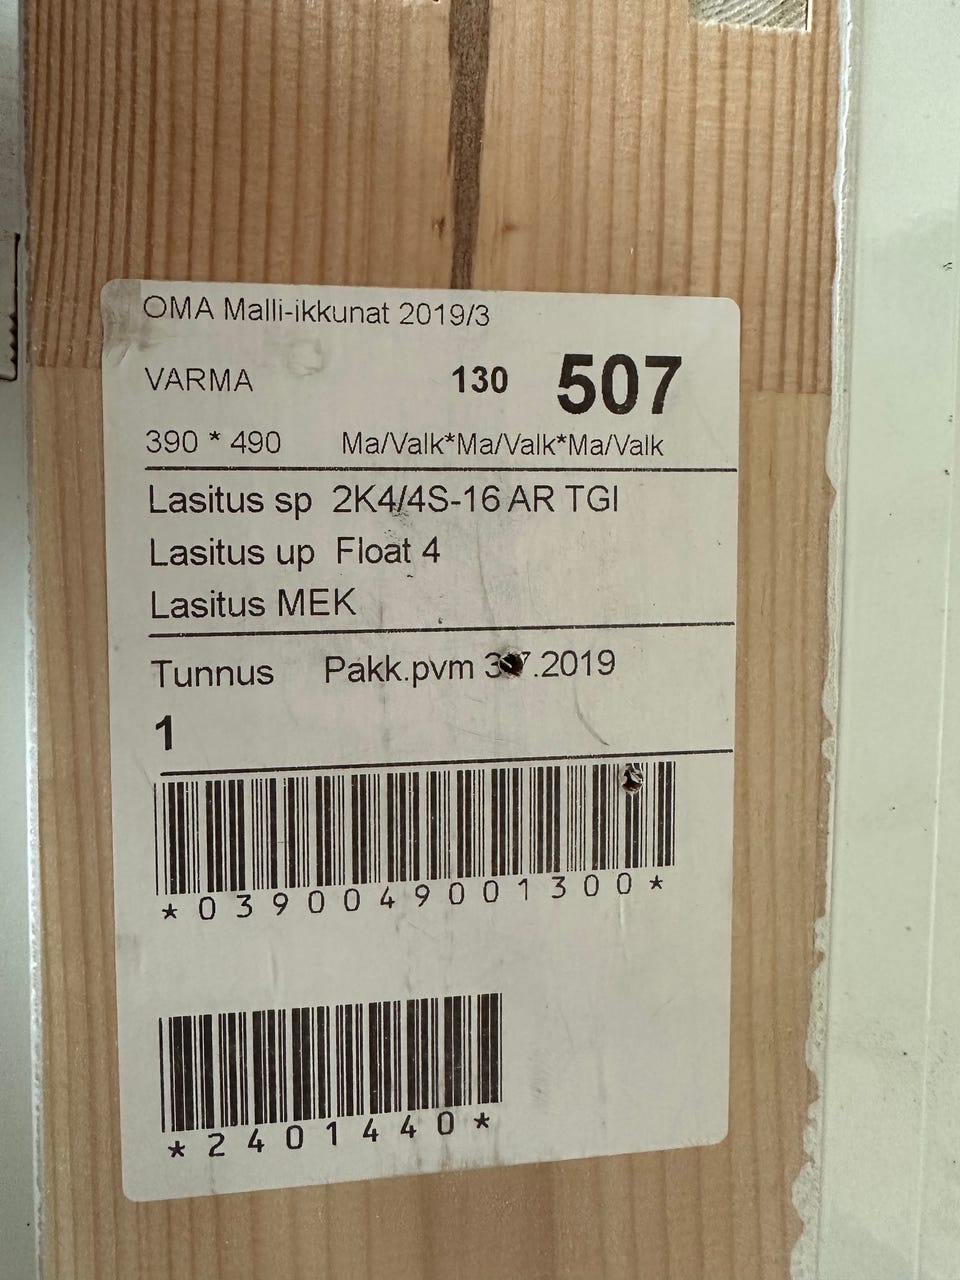 OMA Malli-ikkunat 2019/3
VARMA 130 507
390 * 490 Ma/Valk*Ma/Valk*Ma/Valk
Lasitus sp 2K4/4S-16 AR TGI
Lasitus up Float 4
Lasitus MEK
Tunnus Pakk.pvm
1
*0390049001300*
*2401440*